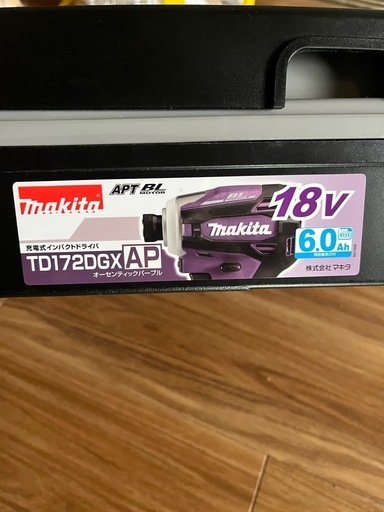 makita
APT BL
MOTOR
BL
makita
18V
充電式インパクトドライバ
TD172DGXAP
オーセンティックパープル
6.0Ah
株式会社マキタ